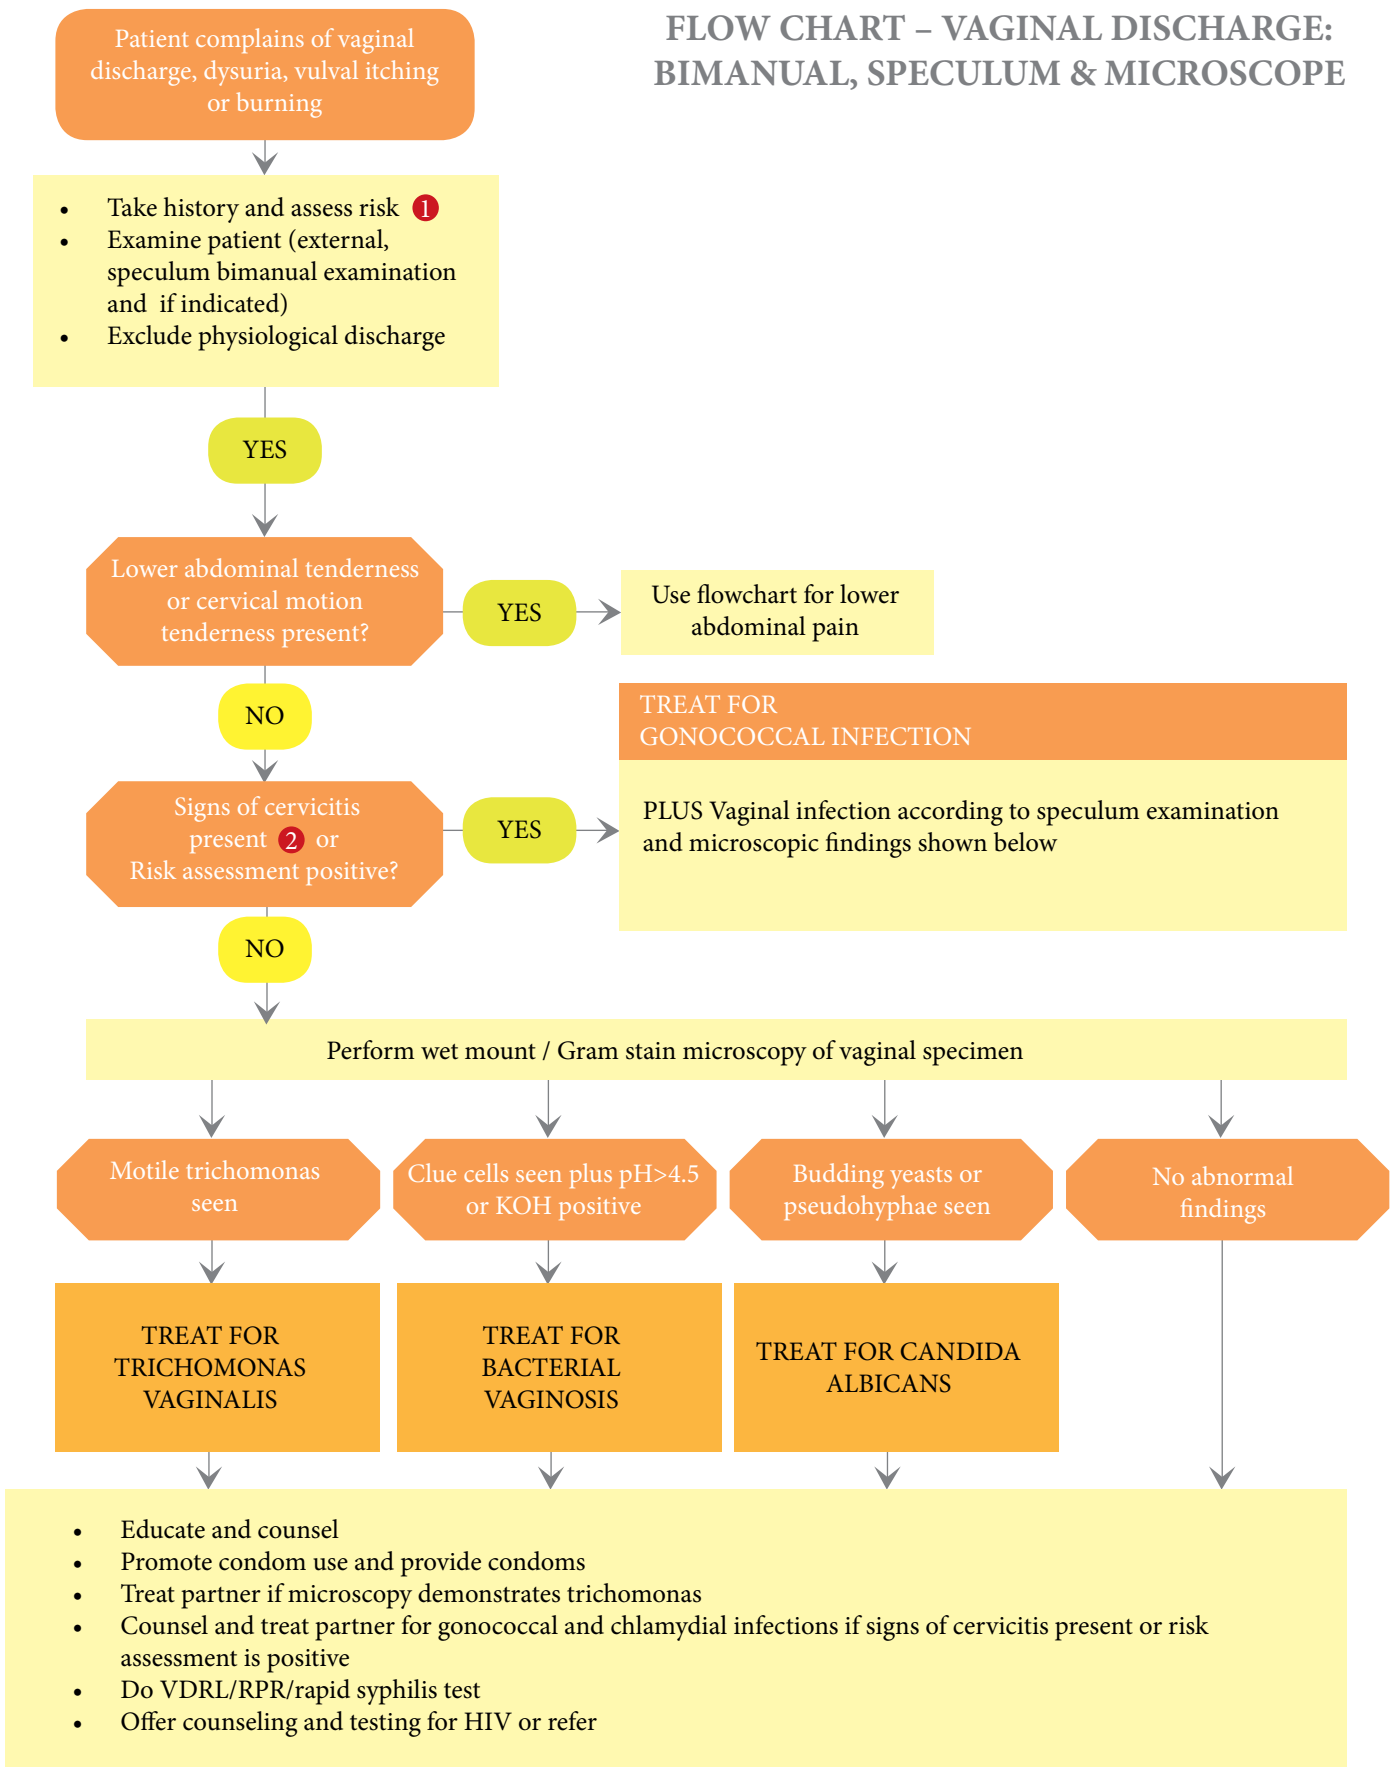 FLOW CHART – VAGINAL DISCHARGE:
BIMANUAL, SPECULUM & MICROSCOPE
Patient complains of vaginal
discharge, dysuria, vulval itching
or burning
• Take history and assess risk 1
• Examine patient (external,
speculum bimanual examination
and if indicated)
• Exclude physiological discharge
YES
Lower abdominal tenderness
or cervical motion
tenderness present?
YES
Use flowchart for lower
abdominal pain
NO
Signs of cervicitis
present 2 or
Risk assessment positive?
YES
TREAT FOR
GONOCOCCAL INFECTION
PLUS Vaginal infection according to speculum examination
and microscopic findings shown below
NO
Perform wet mount / Gram stain microscopy of vaginal specimen
Motile trichomonas
seen
Clue cells seen plus pH>4.5
or KOH positive
Budding yeasts or
pseudohyphae seen
No abnormal
findings
TREAT FOR
TRICHOMONAS
VAGINALIS
TREAT FOR
BACTERIAL
VAGINOSIS
TREAT FOR CANDIDA
ALBICANS
• Educate and counsel
• Promote condom use and provide condoms
• Treat partner if microscopy demonstrates trichomonas
• Counsel and treat partner for gonococcal and chlamydial infections if signs of cervicitis present or risk
assessment is positive
• Do VDRL/RPR/rapid syphilis test
• Offer counseling and testing for HIV or refer